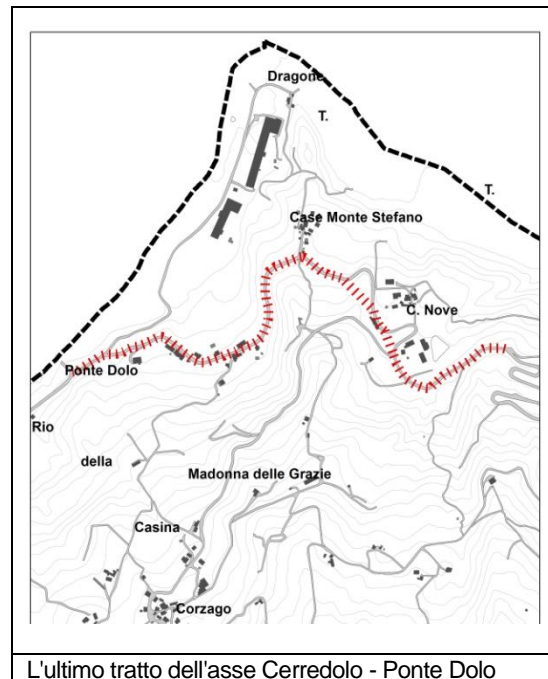 Dragone
T.
Case Monte Stefano
T.
C. Nove
Ponte Dolo
Rio
della
Madonna delle Grazie
Casina
Corzago
L'ultimo tratto dell'asse Cerredolo - Ponte Dolo